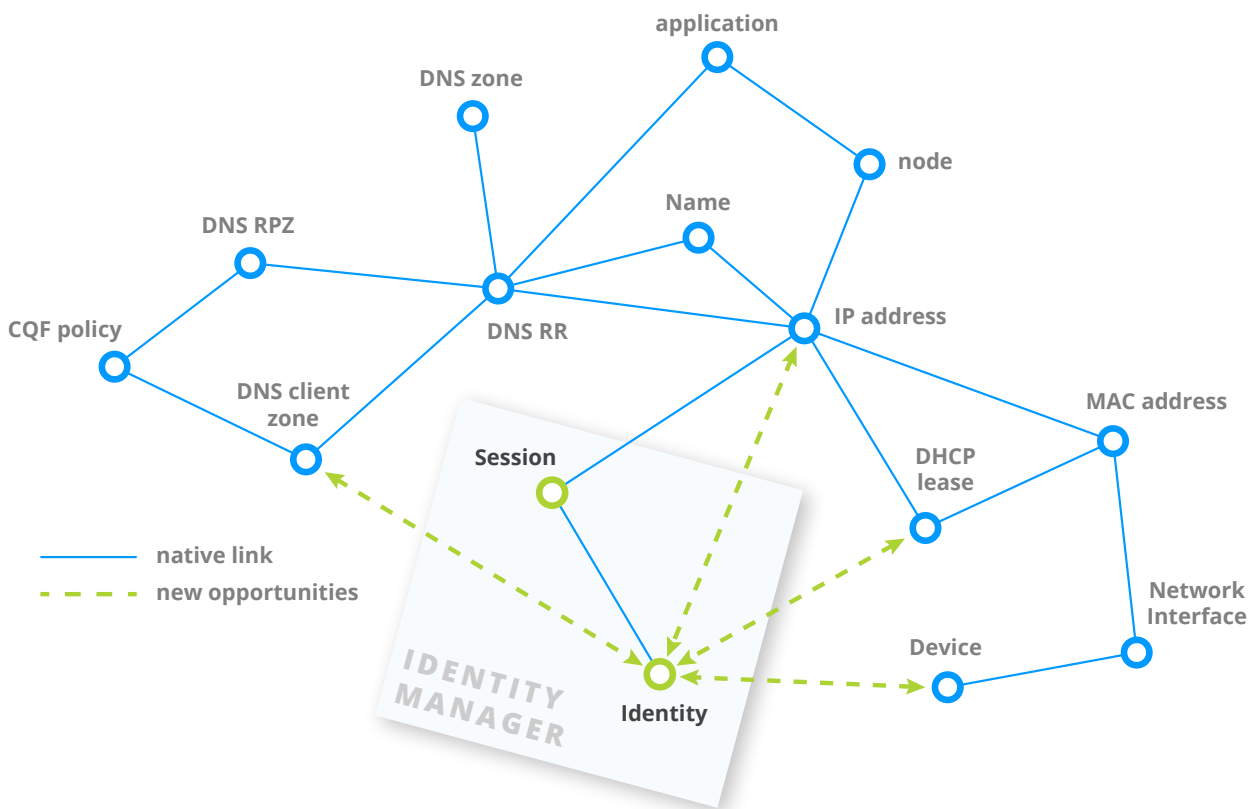 application
DNS zone
node
Name
DNS RPZ
IP address
CQF policy
DNS RR
DNS client
zone
MAC address
Session
DHCP
lease
native link
new opportunities
Network
Interface
Device
IDENTITY
MANAGER
Identity